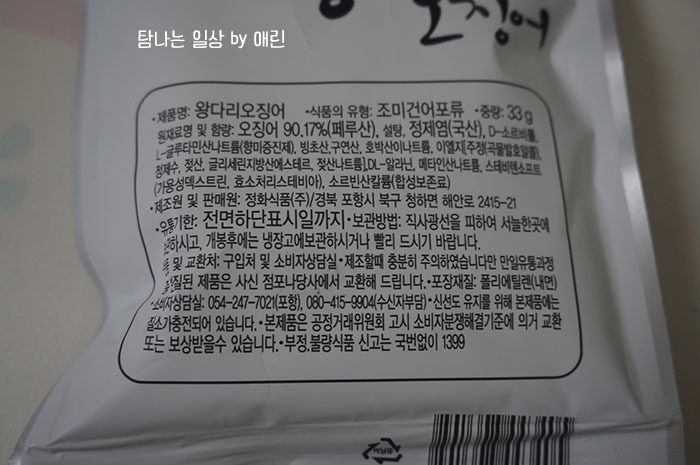 탐나는 일상 by 애린
오징어
•제품명: 왕다리오징어 •식품의 유형: 조미건어포류 •중량: 33g
원재료명 및 함량: 오징어 90.17%(페루산), 설탕, 정제염(국산), D-소르비톨,
L-글루타민산나트륨(향미증진제), 빙초산,구연산, 호박산이나트륨, 이엘지[주정(곡물발효알콜),
정제수, 젖산, 글리세린지방산에스테르, 젖산나트륨]DL-알라닌, 메타인산나트륨, 스테비텐소프트
(가용성덱스트린, 효소처리스테비아), 소르빈산칼륨(합성보존료)
•제조원 및 판매원: 정화식품(주)/경북 포항시 북구 청하면 해안로 2415-21
•유통기한: 전면하단표시일까지•보관방법: 직사광선을 피하여 서늘한곳에
하시고, 개봉후에는 냉장고에보관하시거나 빨리 드시기 바랍니다.
및 교환처: 구입처 및 소비자상담실•제조할때 충분히 주의하였습니다만 만일유통과정
질된 제품은 사신 점포나당사에서 교환해 드립니다.•포장재질: 폴리에틸렌(내면)
•소비자상담실: 054-247-7021(포항), 080-415-9904(수신자부담) •신선도 유지를 위해 본제품에는
질소가충전되어 있습니다.•본제품은 공정거래위원회 고시 소비자분쟁해결기준에 의거 교환
또는 보상받을수 있습니다.•부정.불량식품 신고는 국번없이 1399